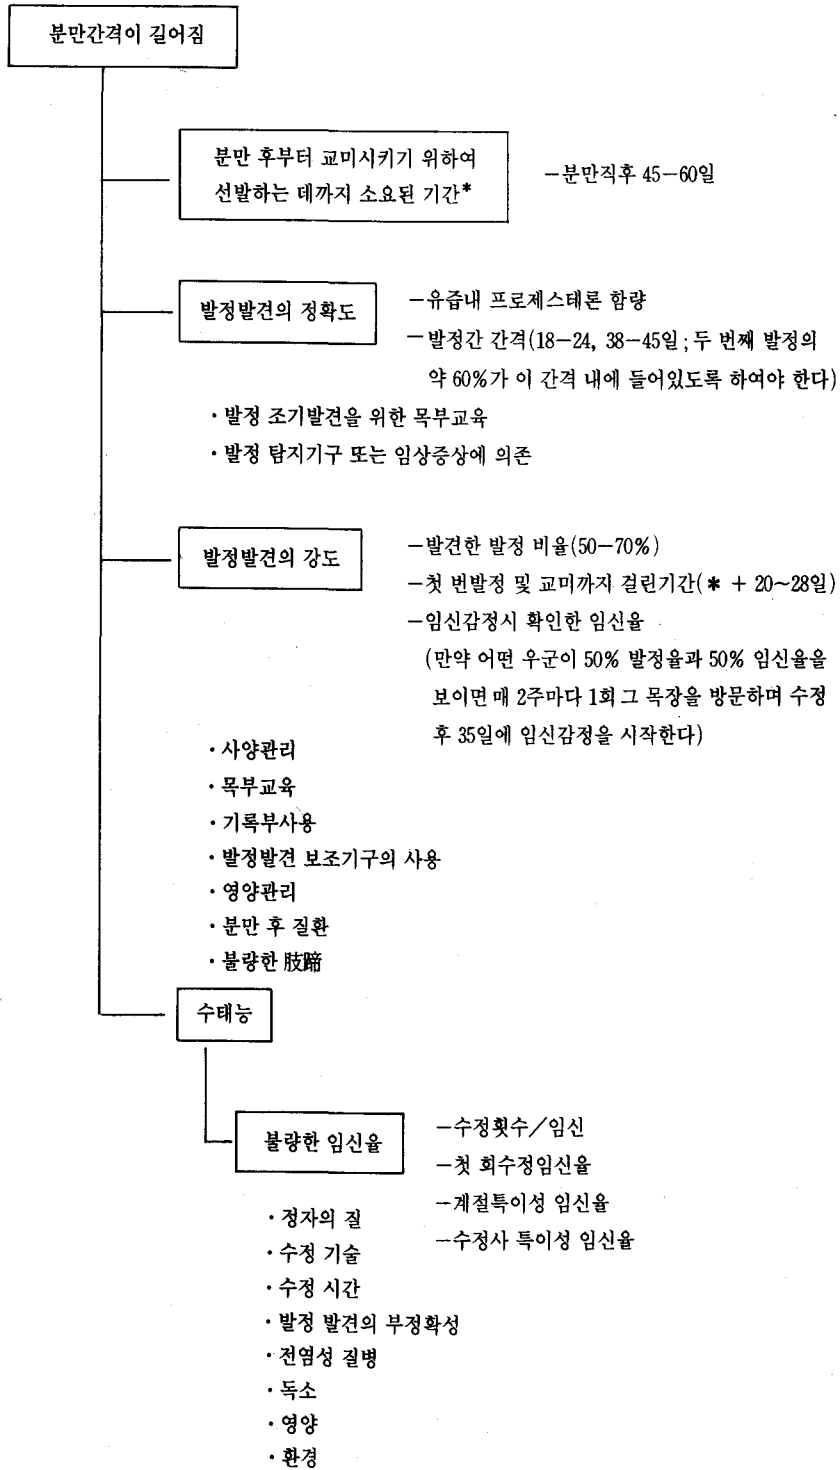 분만간격이 길어짐
분만 후부터 교미시키기 위하여
선발하는 데까지 소요된 기간*
-분만직후 45-60일
발정발견의 정확도
-유즙내 프로제스테론 함량
-발정간 간격(18-24, 38-45일;두 번째 발정의
약 60%가 이 간격 내에 들어있도록 하여야 한다)
·발정 조기발견을 위한 목부교육
·발정 탐지기구 또는 임상증상에 의존
발정발견의 강도
-발견한 발정 비율(50-70%)
-첫 번발정 및 교미까지 걸린기간(* + 20~28일)
-임신감정시 확인한 임신율
(만약 어떤 우군이 50% 발정율과 50% 임신율을
보이면 매 2주마다 1회 그 목장을 방문하며 수정
후 35일에 임신감정을 시작한다)
·사양관리
·목부교육
·기록부사용
·발정발견 보조기구의 사용
·영양관리
·분만 후 질환
·불량한 肢蹄
수태능
불량한 임신율
-수정횟수/임신
-첫 회수정임신율
-계절특이성 임신율
-수정사 특이성 임신율
·정자의 질
·수정 기술
·수정 시간
·발정 발견의 부정확성
·전염성 질병
·독소
·영양
·환경